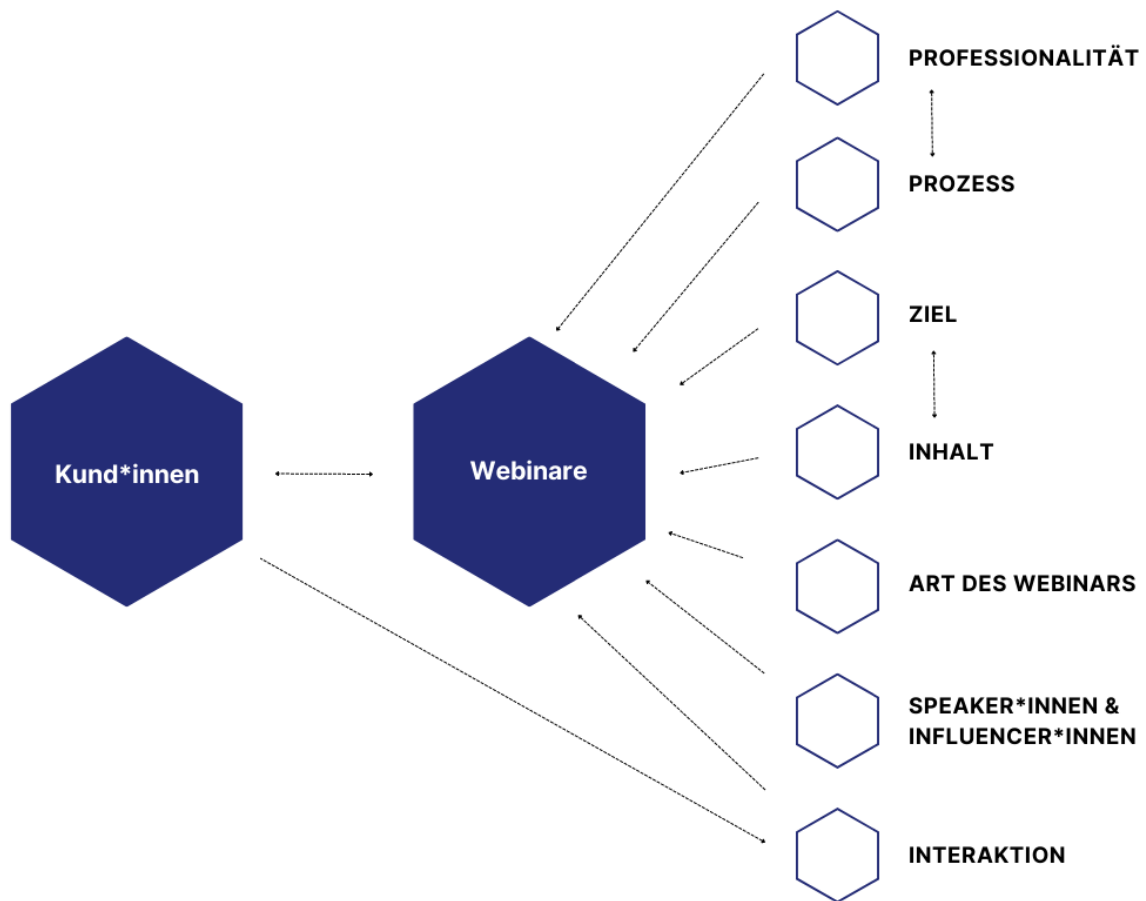 PROFESSIONALITÄT
PROZESS
ZIEL
Kund*innen
Webinare
INHALT
ART DES WEBINARS
SPEAKER*INNEN &
INFLUENCER*INNEN
INTERAKTION